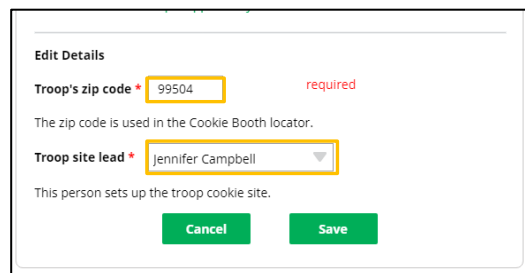 Edit Details
Troop's zip code * 99504 required
The zip code is used in the Cookie Booth locator.
Troop site lead * Jennifer Campbell
This person sets up the troop cookie site.
Cancel Save